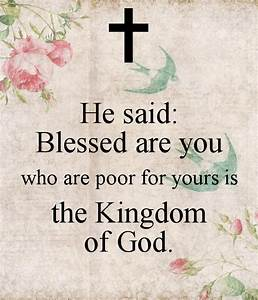 He said:
Blessed are you
who are poor for yours is
the Kingdom
of God.